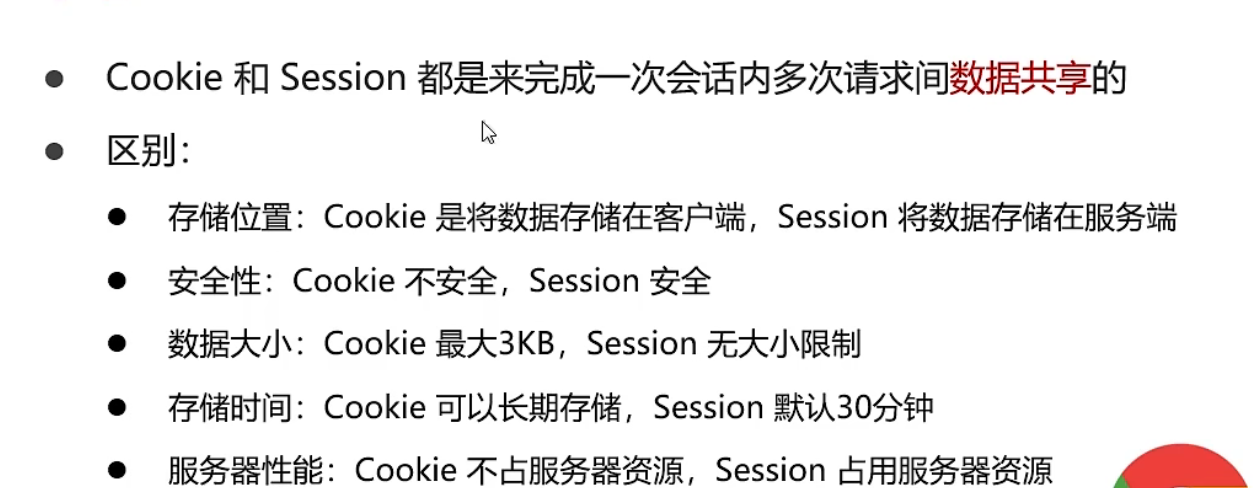 Cookie 和 Session 都是来完成一次会话内多次请求间数据共享的
区别：
存储位置：Cookie 是将数据存储在客户端，Session 将数据存储在服务端
安全性：Cookie 不安全，Session 安全
数据大小：Cookie 最大3KB，Session 无大小限制
存储时间：Cookie 可以长期存储，Session 默认30分钟
服务器性能：Cookie 不占服务器资源，Session 占用服务器资源